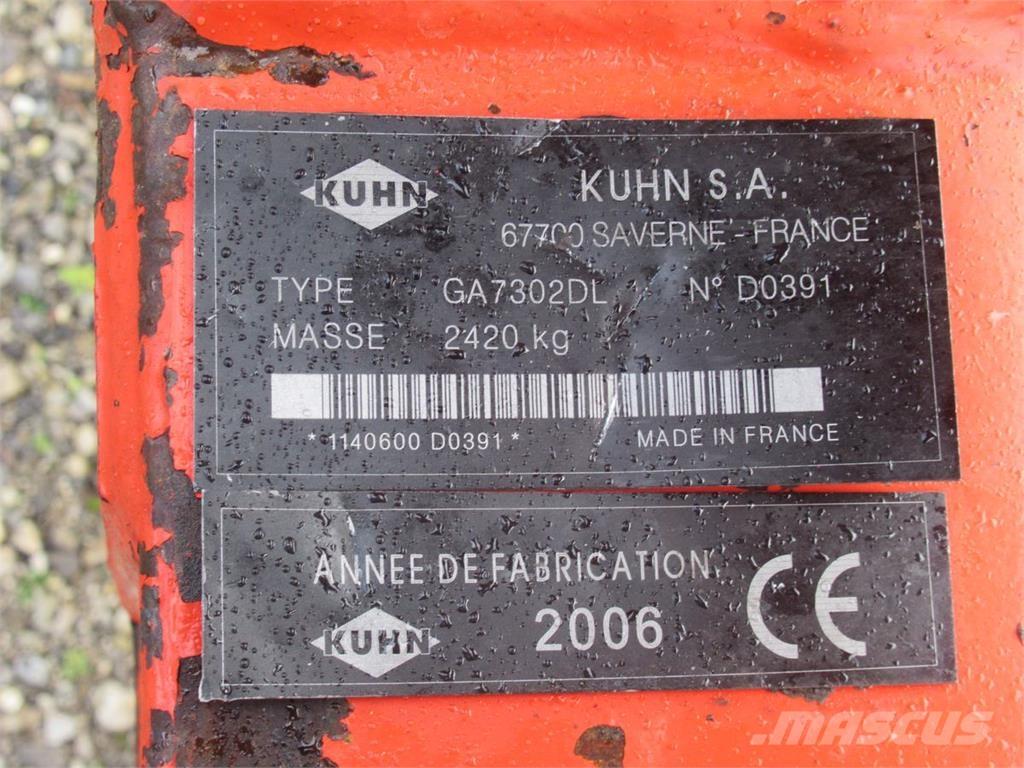 KUHN KUHN S.A.
67700 SAVERNE - FRANCE
TYPE GA7302DL N° D0391
MASSE 2420 kg
* 1140600 D0391 * MADE IN FRANCE
ANNEE DE FABRICATION
KUHN 2006 CE
MASCUS